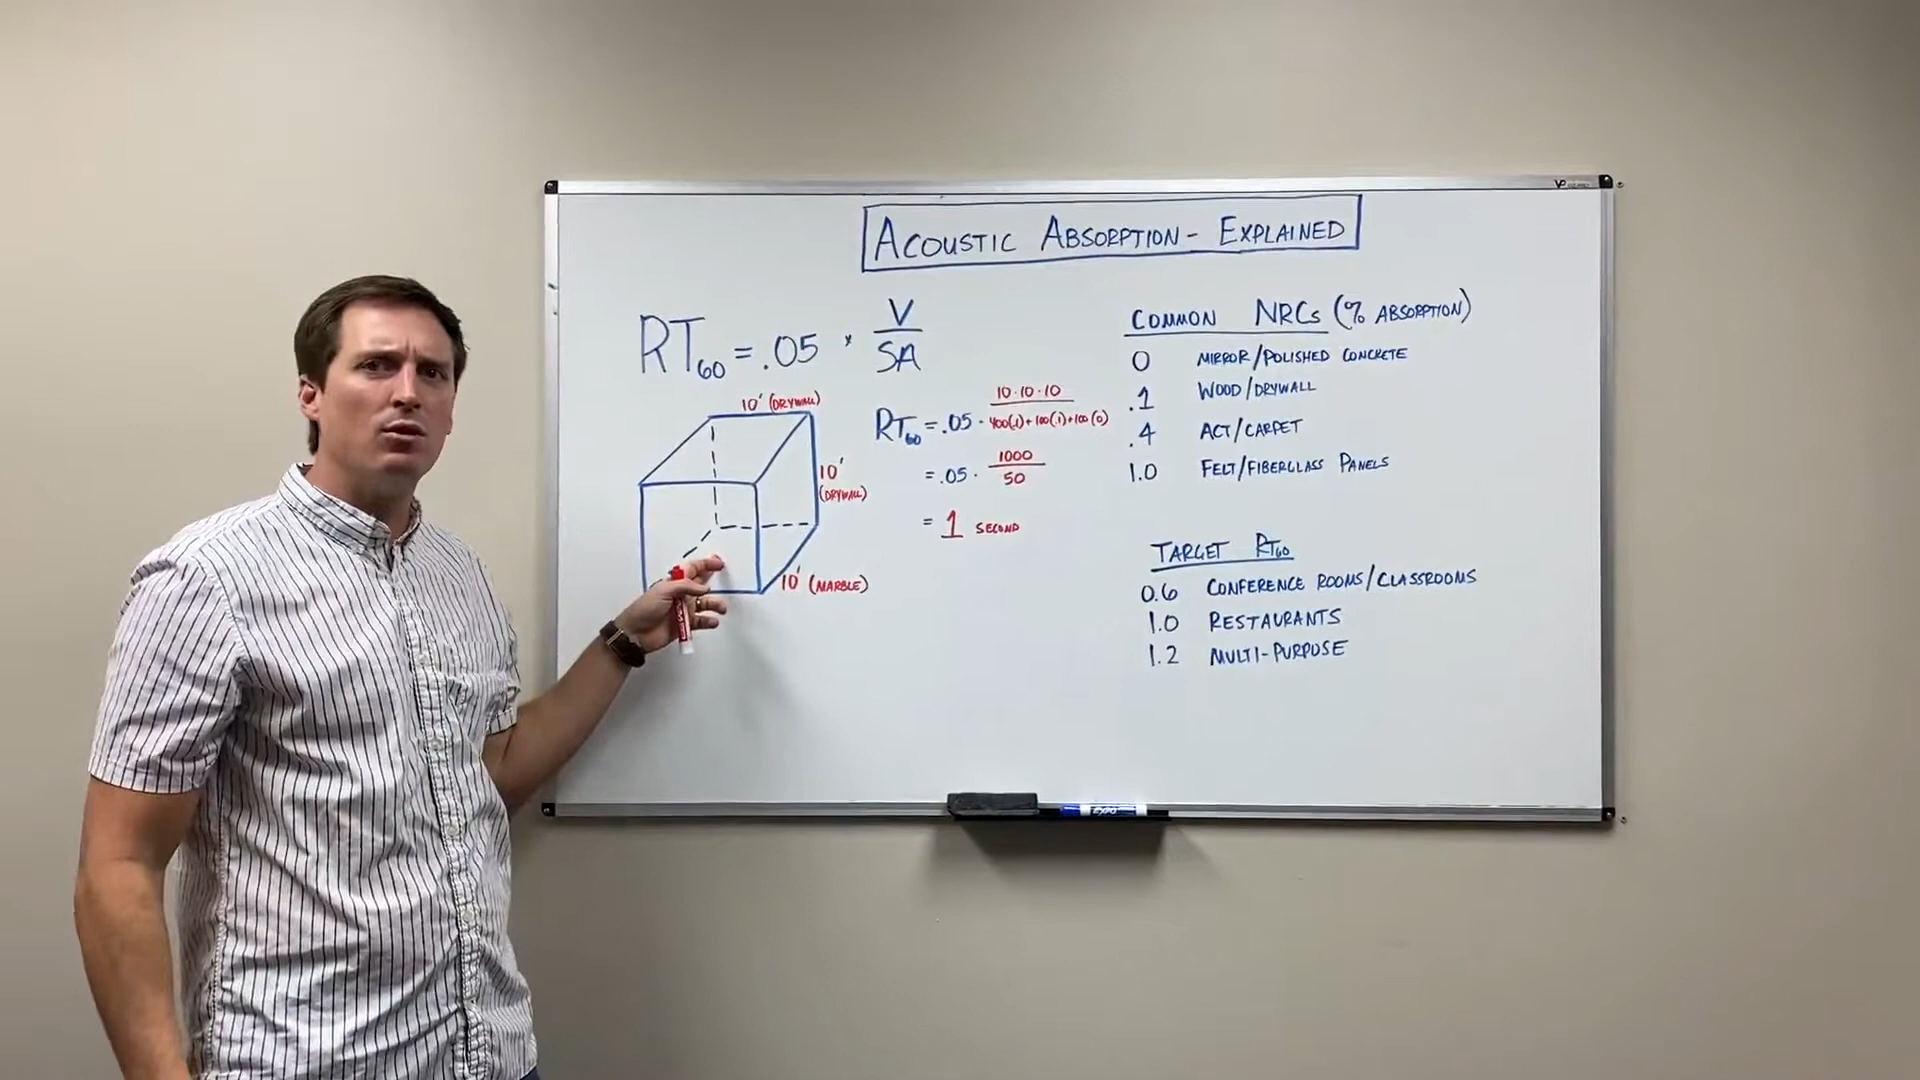 ACOUSTIC ABSORPTION - EXPLAINED
RT60 = .05 * V/SA
10' (DRYWALL)
10'
(DRYWALL)
10' (MARBLE)
RT60 = .05 · 10·10·10/400(.1)+100(.1)+100(0)
= .05 · 1000/50
= 1 SECOND
COMMON NRCs (% ABSORPTION)
0 MIRROR/POLISHED CONCRETE
.1 WOOD/DRYWALL
.4 ACT/CARPET
1.0 FELT/FIBERGLASS PANELS
TARGET RT60
0.6 CONFERENCE ROOMS/CLASSROOMS
1.0 RESTAURANTS
1.2 MULTI-PURPOSE
EXPO